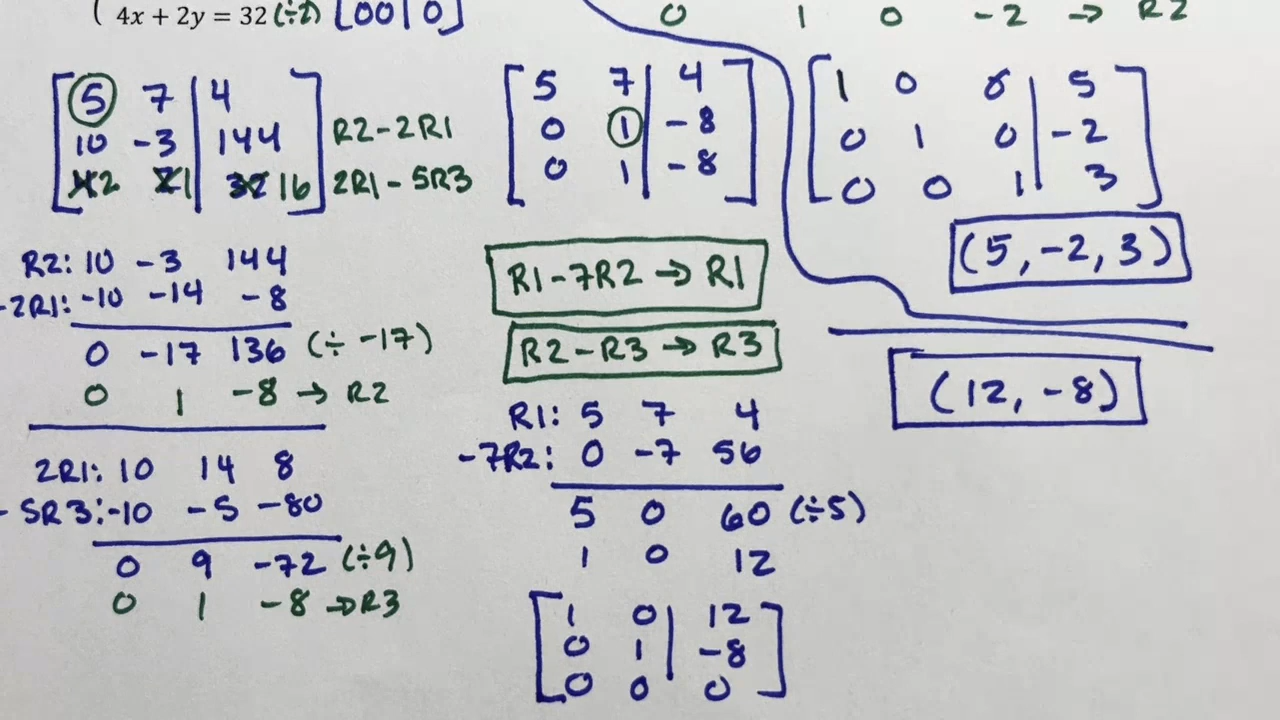 4x + 2y = 32 (÷2) [0 0 | 0]
0 1 0 -2 → R2
5 7 | 4
10 -3 | 144 R2-2R1
2 1 | 16 2R1-5R3
R2: 10 -3 144
-2R1: -10 -14 -8
0 -17 136 (÷ -17)
0 1 -8 → R2
2R1: 10 14 8
-5R3: -10 -5 -80
0 9 -72 (÷9)
0 1 -8 → R3
5 7 | 4
0 1 | -8
0 1 | -8
R1-7R2 → R1
R2-R3 → R3
R1: 5 7 4
-7R2: 0 -7 56
5 0 60 (÷5)
1 0 12
1 0 | 12
0 1 | -8
0 0 0
1 0 0 | 5
0 1 0 | -2
0 0 1 | 3
(5, -2, 3)
(12, -8)